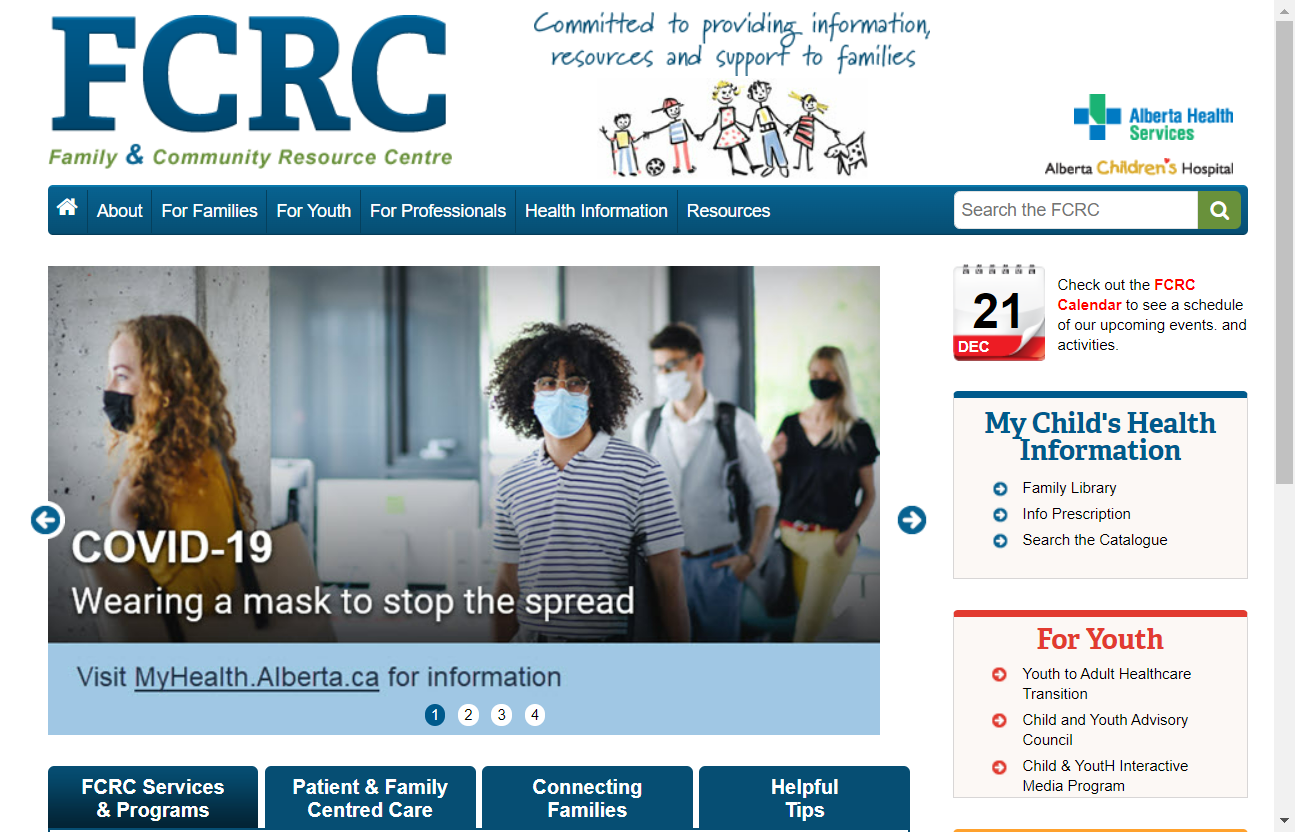 FCRC
Family & Community Resource Centre
Committed to providing information,
resources and support to families
Alberta Health
Services
Alberta Children's Hospital
About
For Families
For Youth
For Professionals
Health Information
Resources
Search the FCRC
COVID-19
Wearing a mask to stop the spread
Visit MyHealth.Alberta.ca for information
1
2
3
4
21
DEC
Check out the FCRC
Calendar to see a schedule
of our upcoming events. and
activities.
My Child's Health
Information
Family Library
Info Prescription
Search the Catalogue
For Youth
Youth to Adult Healthcare
Transition
Child and Youth Advisory
Council
Child & YoutH Interactive
Media Program
FCRC Services
& Programs
Patient & Family
Centred Care
Connecting
Families
Helpful
Tips